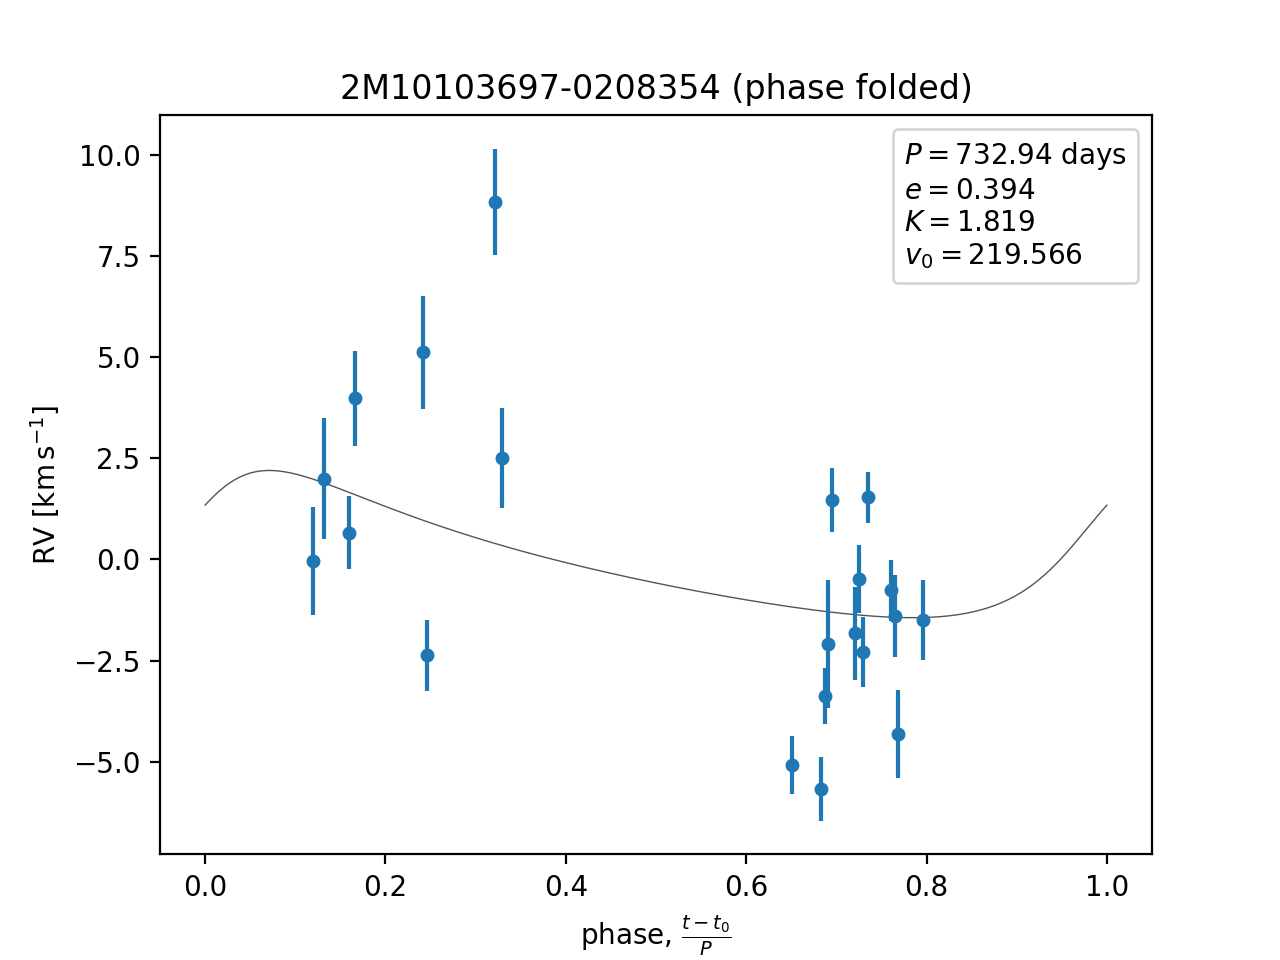 2M10103697-0208354 (phase folded)
P = 732.94 days
e = 0.394
K = 1.819
v₀ = 219.566
10.0
7.5
5.0
2.5
0.0
−2.5
−5.0
RV [km s⁻¹]
0.0 0.2 0.4 0.6 0.8 1.0
phase, (t − t₀)/P